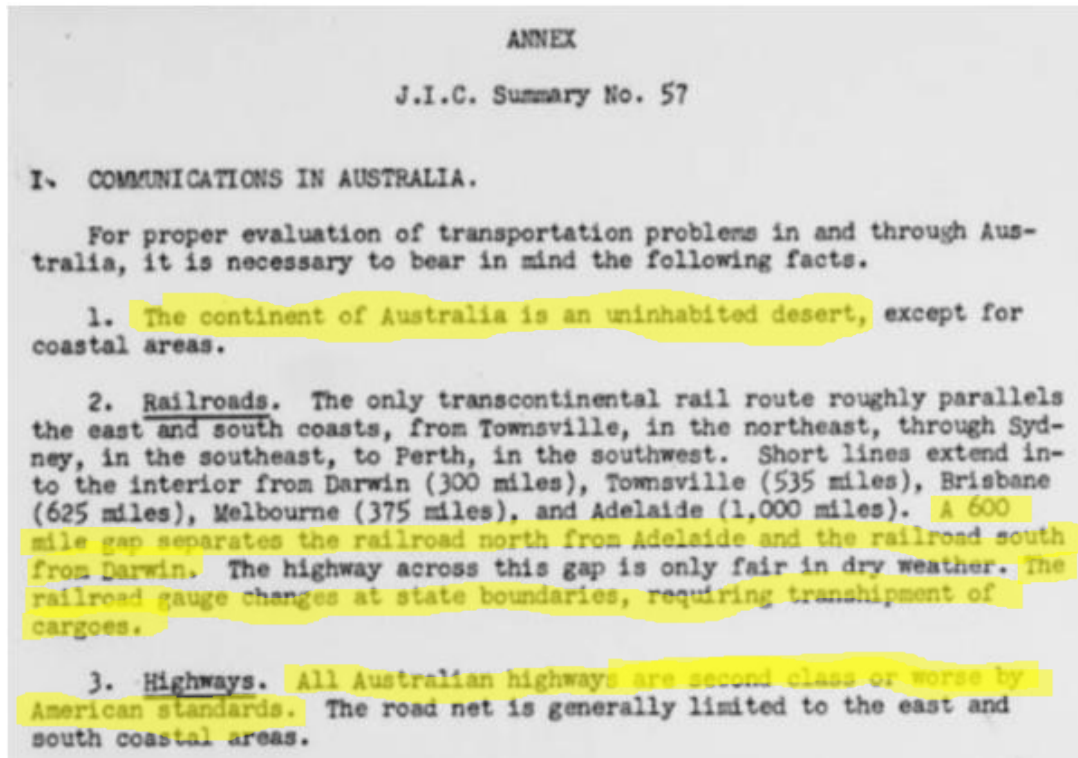 ANNEX
J.I.C. Summary No. 57
I. COMMUNICATIONS IN AUSTRALIA.
For proper evaluation of transportation problems in and through Aus-
tralia, it is necessary to bear in mind the following facts.
1. The continent of Australia is an uninhabited desert, except for
coastal areas.
2. Railroads. The only transcontinental rail route roughly parallels
the east and south coasts, from Townsville, in the northeast, through Syd-
ney, in the southeast, to Perth, in the southwest. Short lines extend in-
to the interior from Darwin (300 miles), Townsville (535 miles), Brisbane
(625 miles), Melbourne (375 miles), and Adelaide (1,000 miles). A 600
mile gap separates the railroad north from Adelaide and the railroad south
from Darwin. The highway across this gap is only fair in dry weather. The
railroad gauge changes at state boundaries, requiring transhipment of
cargoes.
3. Highways. All Australian highways are second class or worse by
American standards. The road net is generally limited to the east and
south coastal areas.